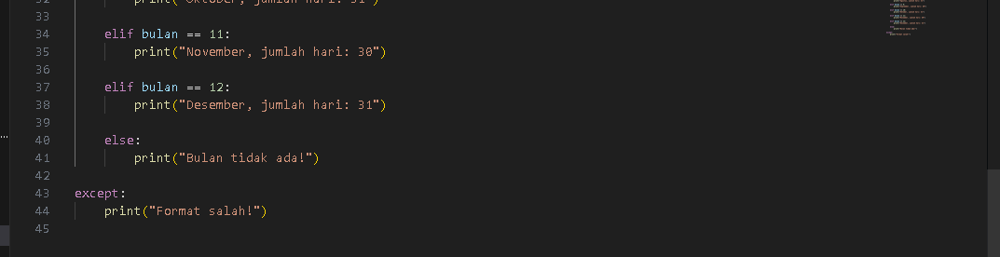 32 print("Oktober, jumlah hari: 31")
33
34 elif bulan == 11:
35 print("November, jumlah hari: 30")
36
37 elif bulan == 12:
38 print("Desember, jumlah hari: 31")
39
40 else:
41 print("Bulan tidak ada!")
42
43 except:
44 print("Format salah!")
45